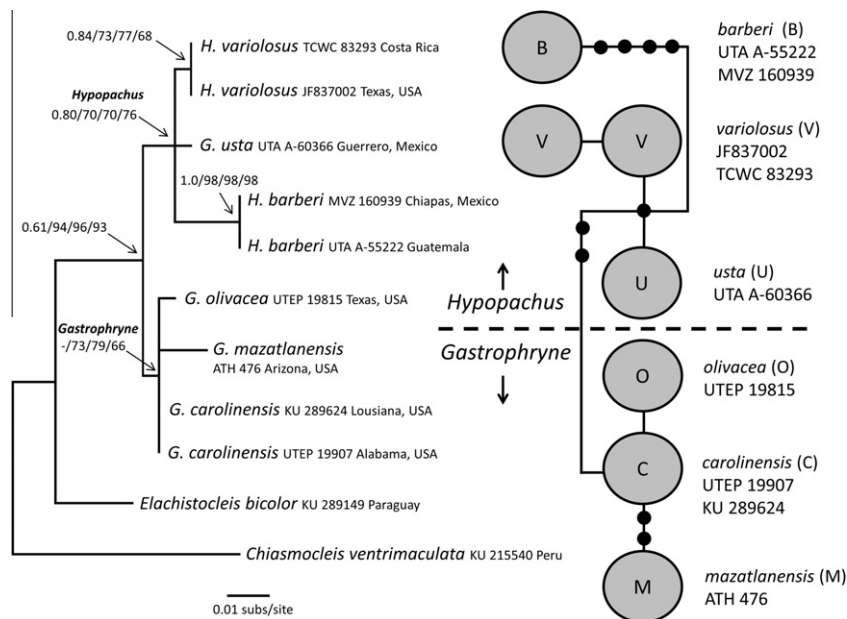 0.84/73/77/68
H. variolosus TCWC 83293 Costa Rica
H. variolosus JF837002 Texas, USA
Hypopachus
0.80/70/70/76
G. usta UTA A-60366 Guerrero, Mexico
1.0/98/98/98
H. barberi MVZ 160939 Chiapas, Mexico
H. barberi UTA A-55222 Guatemala
0.61/94/96/93
G. olivacea UTEP 19815 Texas, USA
Gastrophryne
-/73/79/66
G. mazatlanensis
ATH 476 Arizona, USA
G. carolinensis KU 289624 Lousiana, USA
G. carolinensis UTEP 19907 Alabama, USA
Elachistocleis bicolor KU 289149 Paraguay
Chiasmocleis ventrimaculata KU 215540 Peru
0.01 subs/site
B
V
V
U
Hypopachus
Gastrophryne
O
C
M
barberi (B)
UTA A-55222
MVZ 160939
variolosus (V)
JF837002
TCWC 83293
usta (U)
UTA A-60366
olivacea (O)
UTEP 19815
carolinensis (C)
UTEP 19907
KU 289624
mazatlanensis (M)
ATH 476